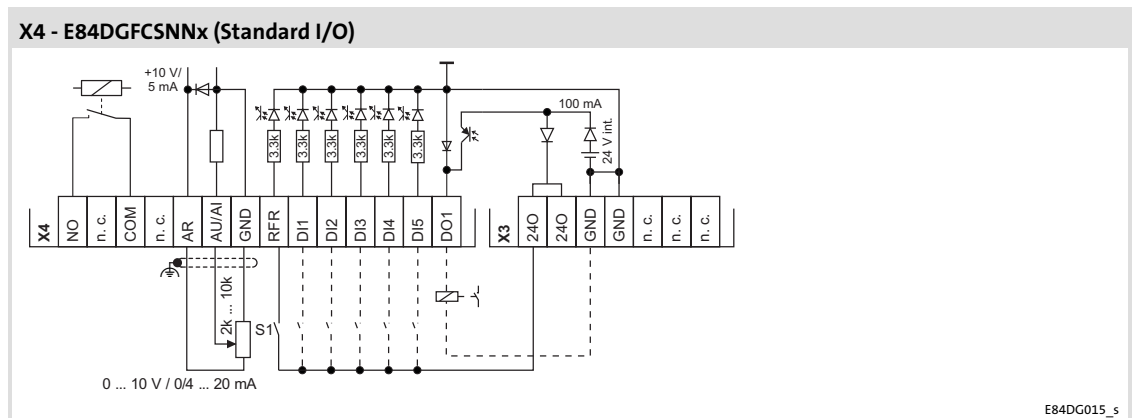 X4 - E84DGFCSNNx (Standard I/O)
+10 V/
5 mA
100 mA
24 V int.
3.3k
3.3k
3.3k
3.3k
3.3k
3.3k
X4
NO
n. c.
COM
n. c.
AR
AU/AI
GND
RFR
DI1
DI2
DI3
DI4
DI5
DO1
X3
24O
24O
GND
GND
n. c.
n. c.
n. c.
2k ... 10k
S1
0 ... 10 V / 0/4 ... 20 mA
E84DG015_s